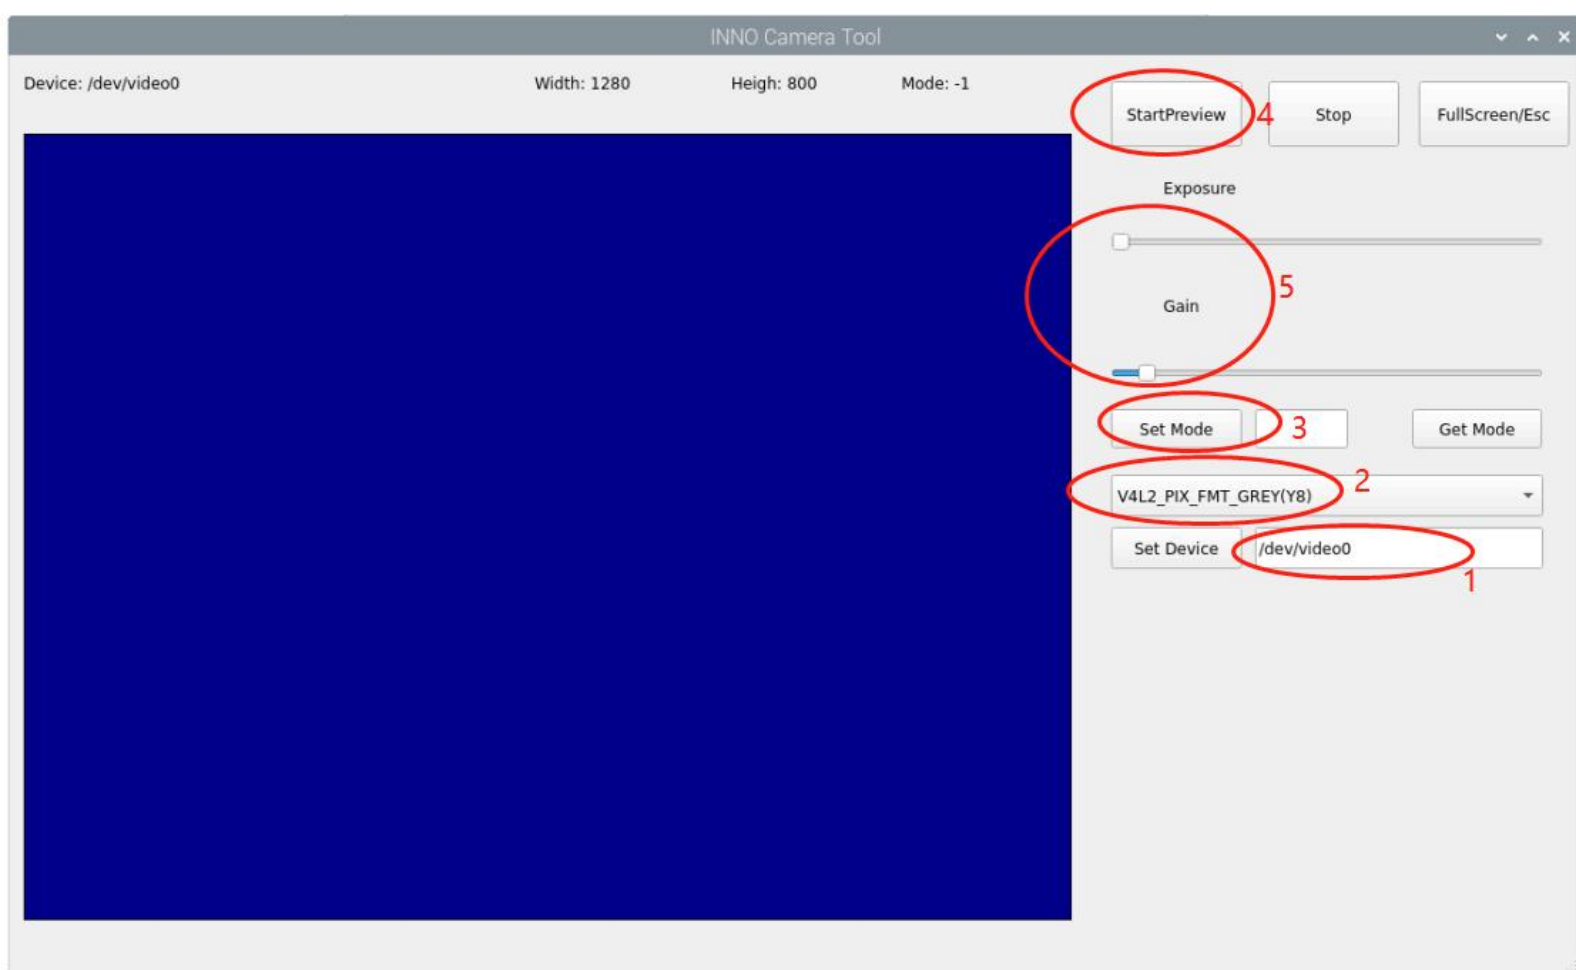 INNO Camera Tool
Device: /dev/video0 Width: 1280 Heigh: 800 Mode: -1
StartPreview 4 Stop FullScreen/Esc
Exposure
5
Gain
Set Mode 3 Get Mode
V4L2_PIX_FMT_GREY(Y8) 2
Set Device /dev/video0
1